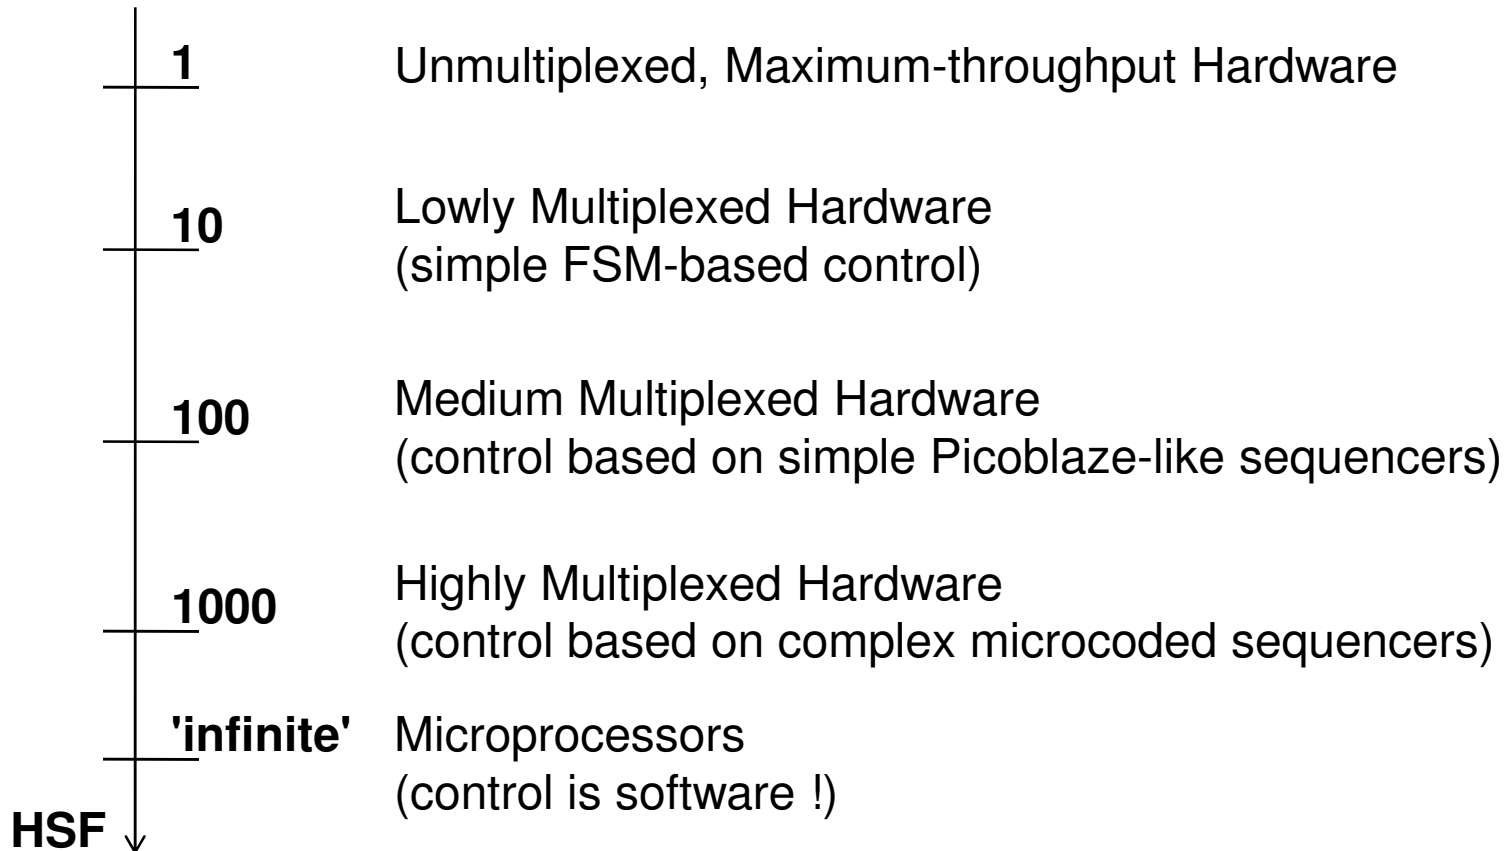 1 Unmultiplexed, Maximum-throughput Hardware
10 Lowly Multiplexed Hardware
(simple FSM-based control)
100 Medium Multiplexed Hardware
(control based on simple Picoblaze-like sequencers)
1000 Highly Multiplexed Hardware
(control based on complex microcoded sequencers)
'infinite' Microprocessors
(control is software !)
HSF